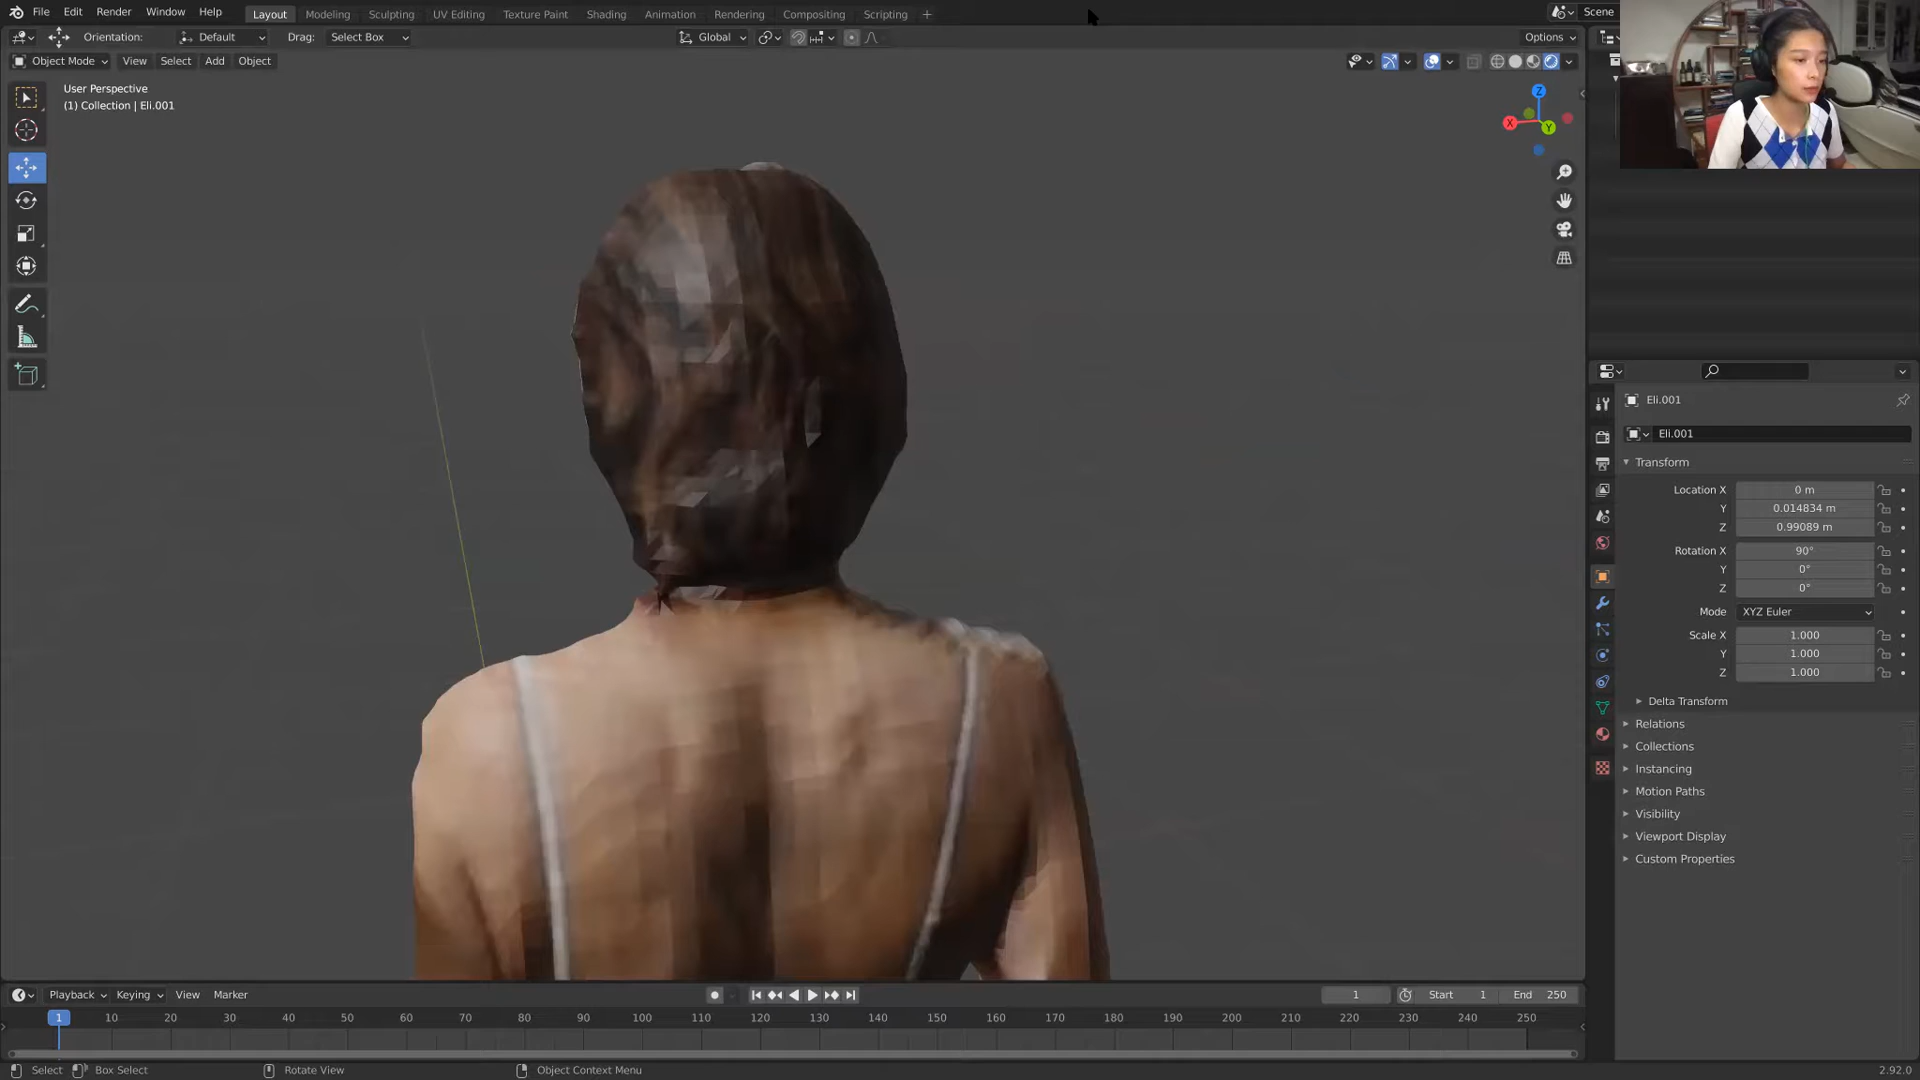 File Edit Render Window Help Layout Modeling Sculpting UV Editing Texture Paint Shading Animation Rendering Compositing Scripting + Scene
Orientation: Default Drag: Select Box Global Options
Object Mode View Select Add Object
User Perspective
(1) Collection | Eli.001
Z
X
Y
Eli.001
Eli.001
Transform
Location X 0 m
Y 0.014834 m
Z 0.99089 m
Rotation X 90°
Y 0°
Z 0°
Mode XYZ Euler
Scale X 1.000
Y 1.000
Z 1.000
Delta Transform
Relations
Collections
Instancing
Motion Paths
Visibility
Viewport Display
Custom Properties
Playback Keying View Marker 1 Start 1 End 250
1 10 20 30 40 50 60 70 80 90 100 110 120 130 140 150 160 170 180 190 200 210 220 230 240 250
Select Box Select Rotate View Object Context Menu 2.92.0